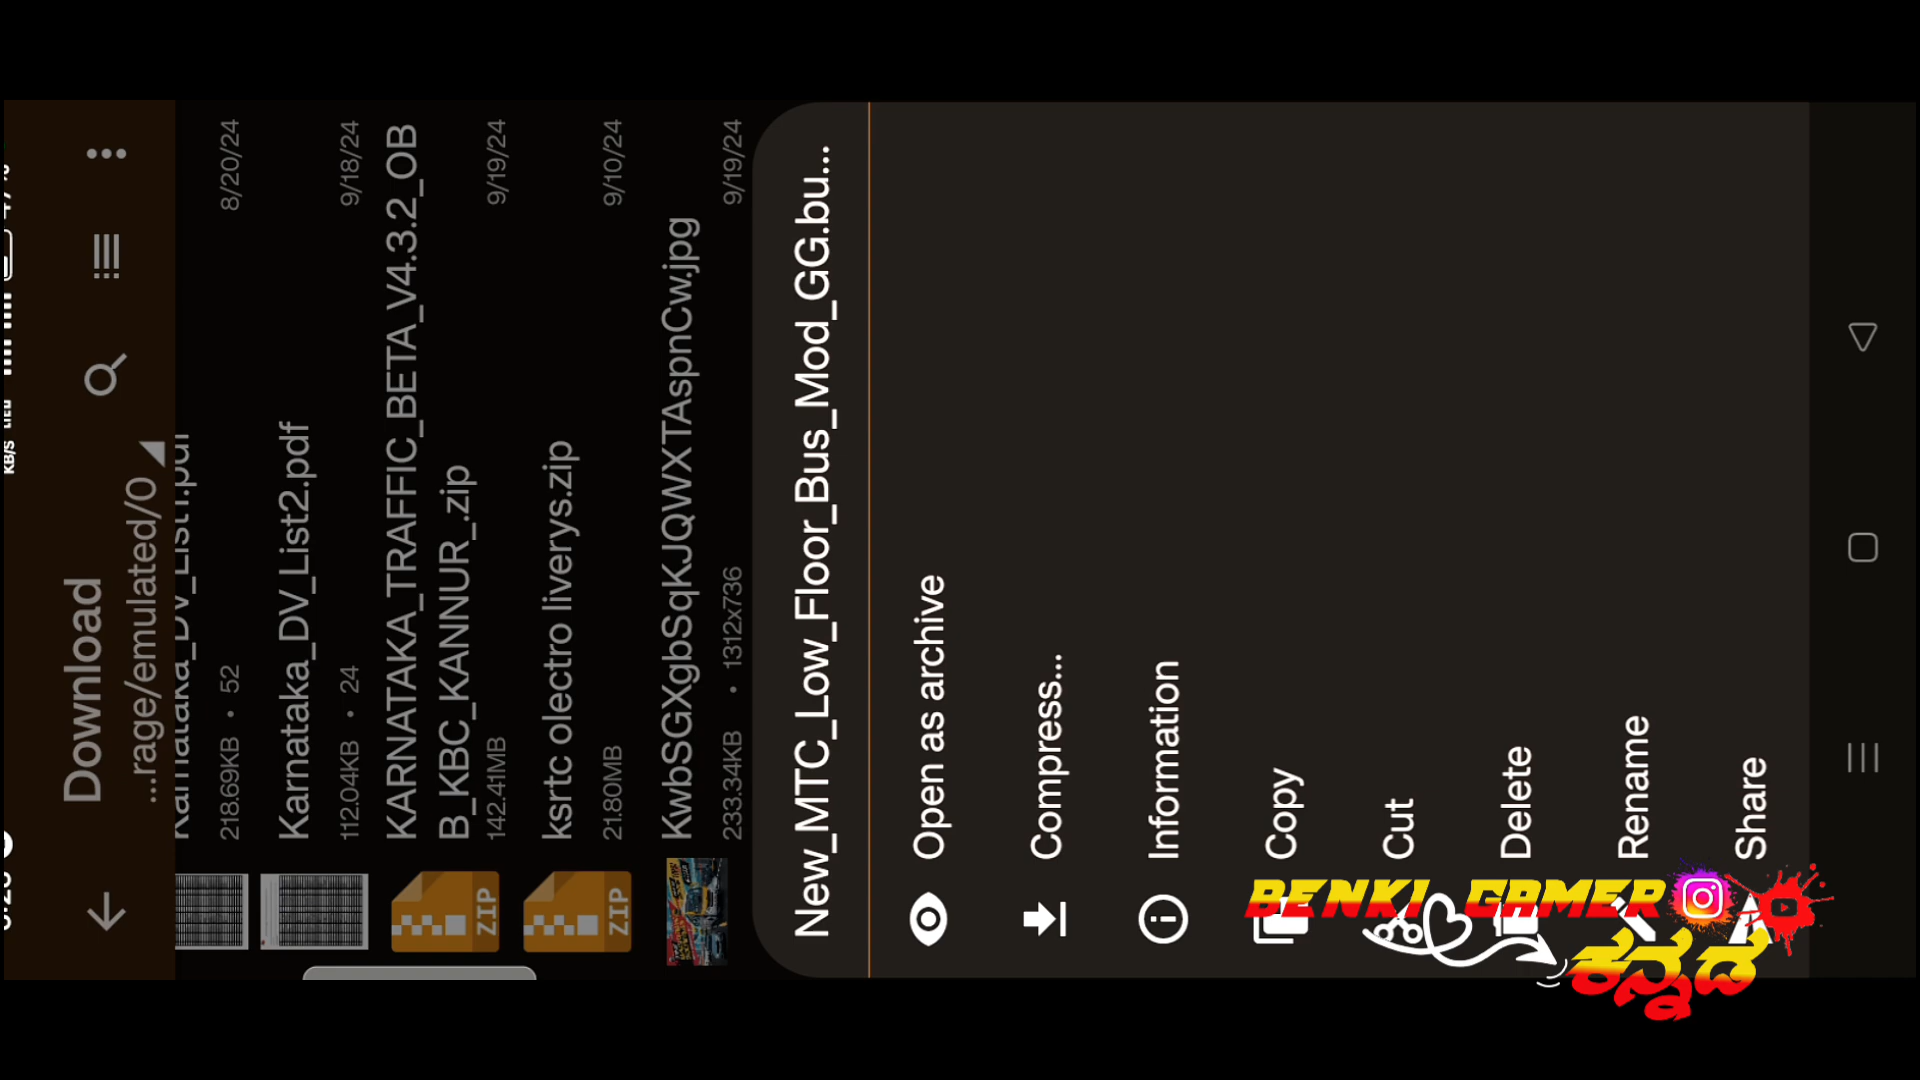 Download
...rage/emulated/0
218.69KB • 52
8/20/24
Karnataka_DV_List2.pdf
112.04KB • 24
9/18/24
KARNATAKA_TRAFFIC_BETA_V4.3.2_OB
B_KBC_KANNUR_.zip
142.41MB
9/19/24
ZIP
ksrtc olectro liverys.zip
21.80MB
9/10/24
ZIP
KwbSGXgbSqKJQWXTAspnCw.jpg
233.34KB • 1312x736
9/19/24
New_MTC_Low_Floor_Bus_Mod_GG.bu...
Open as archive
Compress...
Information
Copy
Cut
Delete
Rename
Share
BENKI GAMER
ಕನ್ನಡ